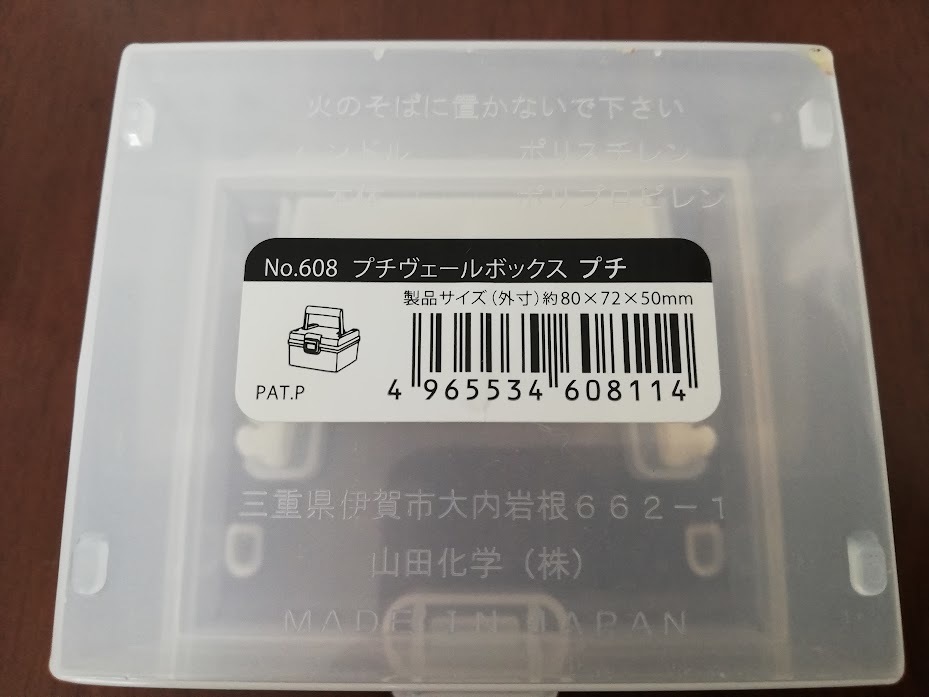 火のそばに置かないで下さい
ハンドル ポリスチレン
本体 ポリプロピレン
No.608 プチヴェールボックス プチ
製品サイズ(外寸)約80×72×50mm
PAT.P
4 965534 608114
三重県伊賀市大内岩根662-1
山田化学(株)
MADE IN JAPAN